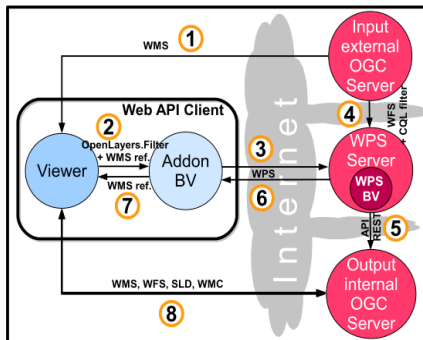 1
WMS
Input
external
OGC
Server
Web API Client
2
OpenLayers.Filter
+ WMS ref.
Viewer
Addon
BV
WMS ref.
7
3
WPS
6
Internet
4
WFS
+ CQL filter
WPS
Server
WPS
BV
API
REST
5
Output
internal
OGC
Server
WMS, WFS, SLD, WMC
8